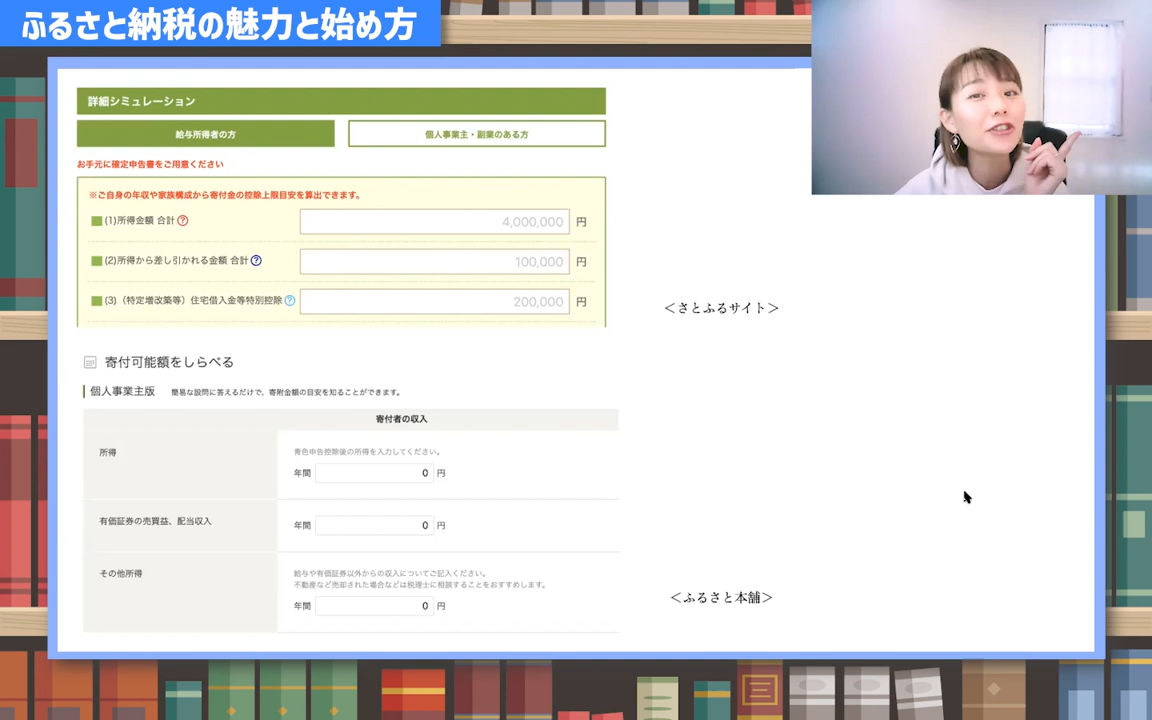 ふるさと納税の魅力と始め方
詳細シミュレーション
給与所得者の方
個人事業主・副業のある方
お手元に確定申告書をご用意ください
※ご自身の年収や家族構成から寄付金の控除上限目安を算出できます。
(1)所得金額 合計 ? 4,000,000 円
(2)所得から差し引かれる金額 合計 ? 100,000 円
(3)（特定増改築等）住宅借入金等特別控除 ? 200,000 円
＜さとふるサイト＞
寄付可能額をしらべる
個人事業主版 簡易な設問に答えるだけで、寄附金額の目安を知ることができます。
寄付者の収入
所得
青色申告控除後の所得を入力してください。
年間 0 円
有価証券の売買益、配当収入
年間 0 円
その他所得
給与や有価証券以外からの収入についてご記入ください。
不動産など売却された場合などは税理士に相談することをおすすめします。
年間 0 円
＜ふるさと本舗＞